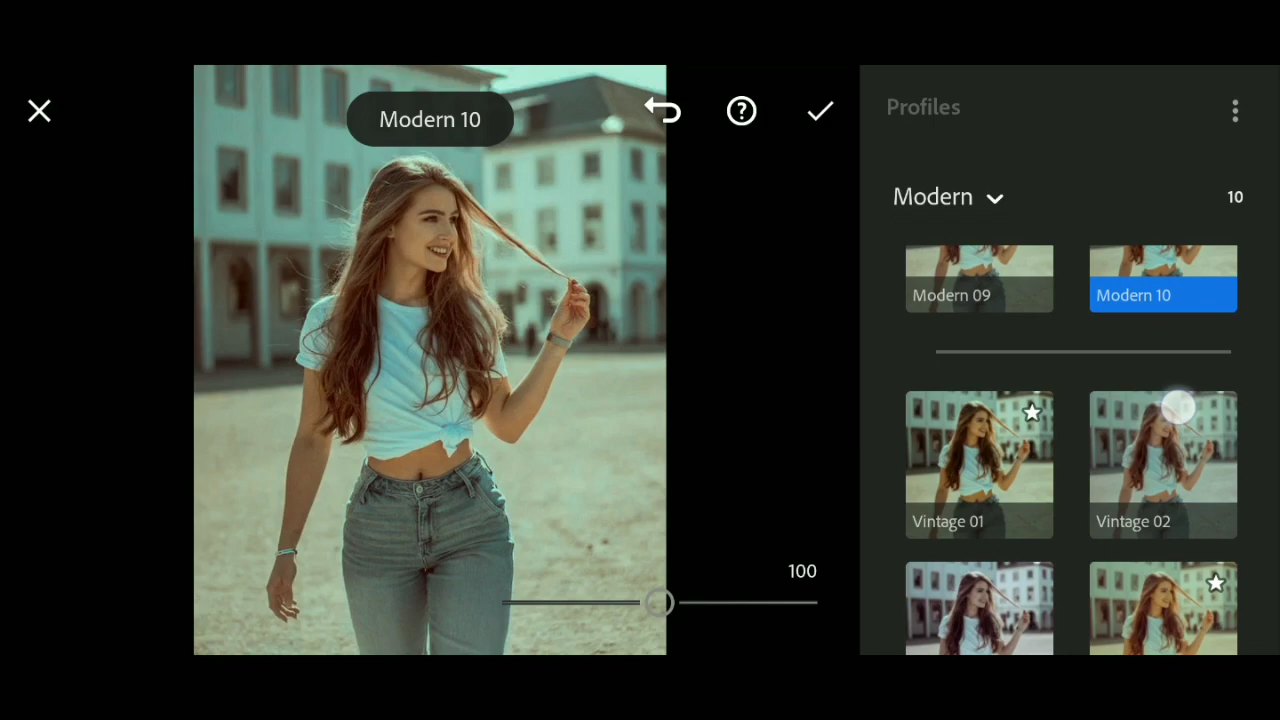 Modern 10
Profiles
Modern
10
Modern 09
Modern 10
Vintage 01
Vintage 02
100